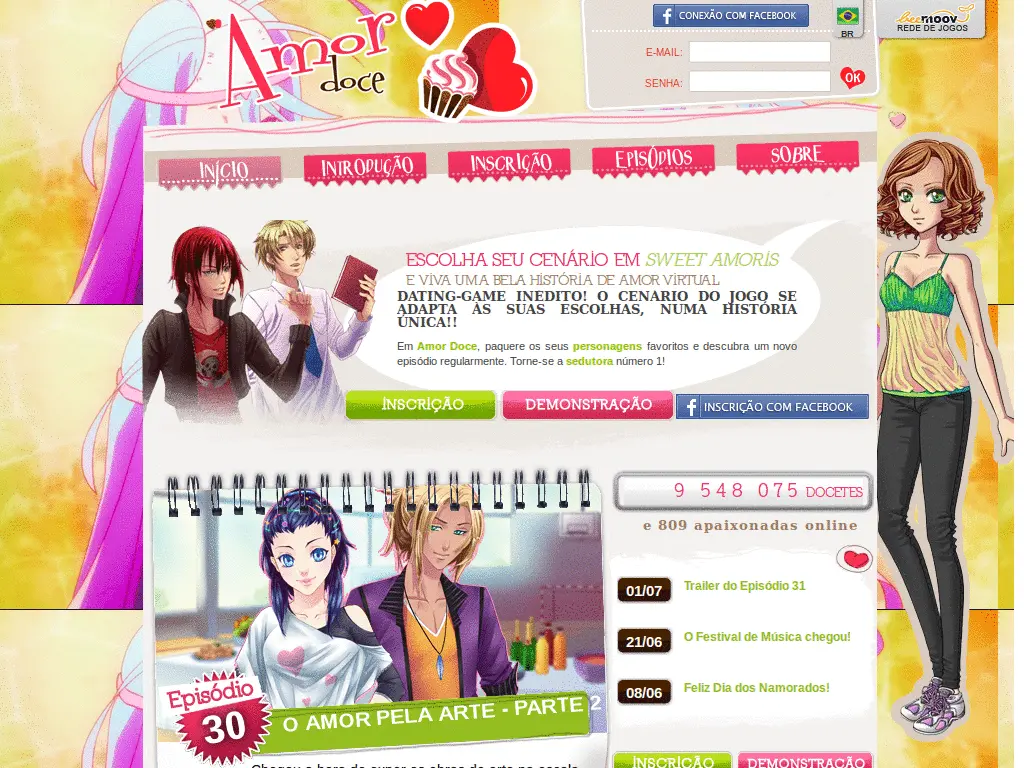 Amor
doce
CONEXÃO COM FACEBOOK
BR
beemoov
REDE DE JOGOS
E-MAIL:
SENHA:
OK
INÍCIO
INTRODUÇÃO
INSCRIÇÃO
EPISÓDIOS
SOBRE
ESCOLHA SEU CENÁRIO EM SWEET AMORIS
E VIVA UMA BELA HISTÓRIA DE AMOR VIRTUAL
DATING-GAME INEDITO! O CENARIO DO JOGO SE
ADAPTA ÀS SUAS ESCOLHAS, NUMA HISTÓRIA
ÚNICA!!
Em Amor Doce, paquere os seus personagens favoritos e descubra um novo
episódio regularmente. Torne-se a sedutora número 1!
INSCRIÇÃO
DEMONSTRAÇÃO
INSCRIÇÃO COM FACEBOOK
9 548 075 DOCETES
e 809 apaixonadas online
01/07 Trailer do Episódio 31
21/06 O Festival de Música chegou!
08/06 Feliz Dia dos Namorados!
Episódio
30
O AMOR PELA ARTE - PARTE 2
INSCRIÇÃO
DEMONSTRAÇÃO